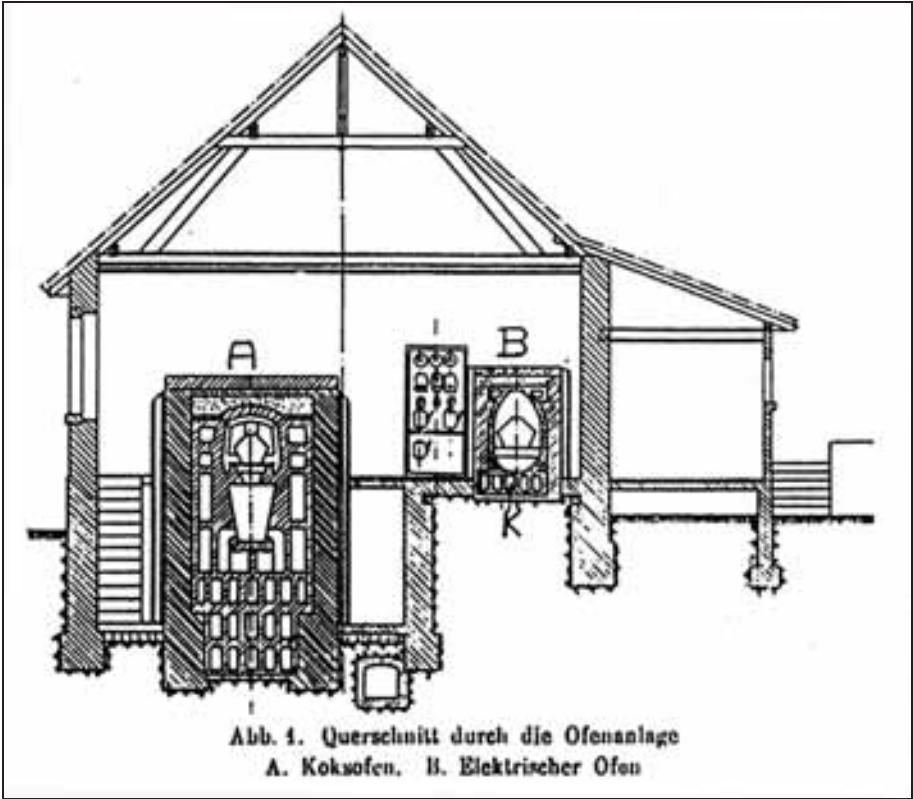 A
B
K
Abb. 1. Querschnitt durch die Ofenanlage
A. Koksofen. B. Elektrischer Ofen